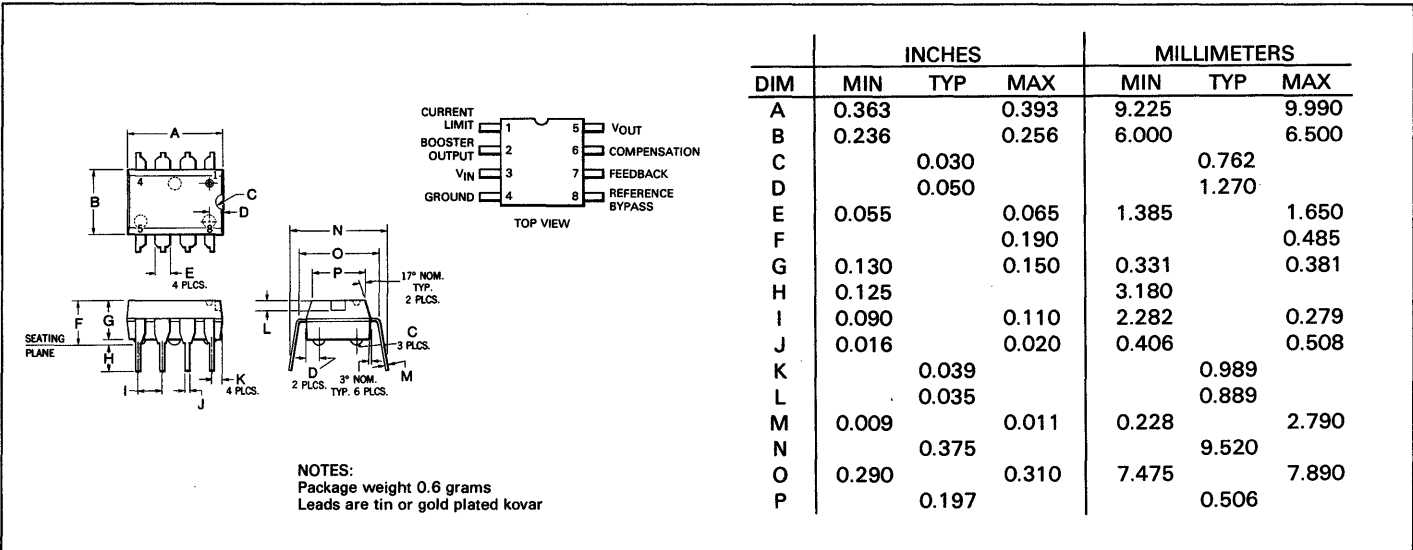 A
4
1
B
C
D
5
8
E
4 PLCS.
CURRENT
LIMIT
BOOSTER
OUTPUT
VIN
GROUND
1
2
3
4
5
6
7
8
VOUT
COMPENSATION
FEEDBACK
REFERENCE
BYPASS
TOP VIEW
F
G
SEATING
PLANE
H
I
J
K
4 PLCS.
N
O
P
17° NOM.
TYP.
2 PLCS.
L
C
3 PLCS.
D
2 PLCS.
3° NOM.
TYP. 6 PLCS.
M
NOTES:
Package weight 0.6 grams
Leads are tin or gold plated kovar
INCHES MILLIMETERS
DIM MIN TYP MAX MIN TYP MAX
A 0.363 0.393 9.225 9.990
B 0.236 0.256 6.000 6.500
C 0.030 0.762
D 0.050 1.270
E 0.055 0.065 1.385 1.650
F 0.190 0.485
G 0.130 0.150 0.331 0.381
H 0.125 3.180
I 0.090 0.110 2.282 0.279
J 0.016 0.020 0.406 0.508
K 0.039 0.989
L 0.035 0.889
M 0.009 0.011 0.228 2.790
N 0.375 9.520
O 0.290 0.310 7.475 7.890
P 0.197 0.506